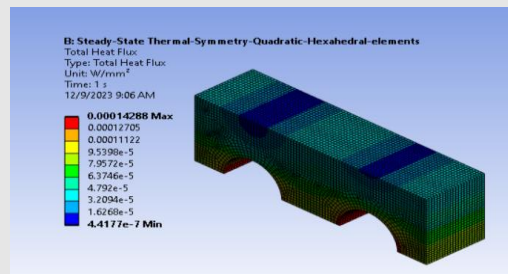 B: Steady-State Thermal-Symmetry-Quadratic-Hexahedral-elements
Total Heat Flux
Type: Total Heat Flux
Unit: W/mm²
Time: 1 s
12/9/2023 9:06 AM
0.00014288 Max
0.00012705
0.00011122
9.5398e-5
7.9572e-5
6.3746e-5
4.792e-5
3.2094e-5
1.6268e-5
4.4177e-7 Min